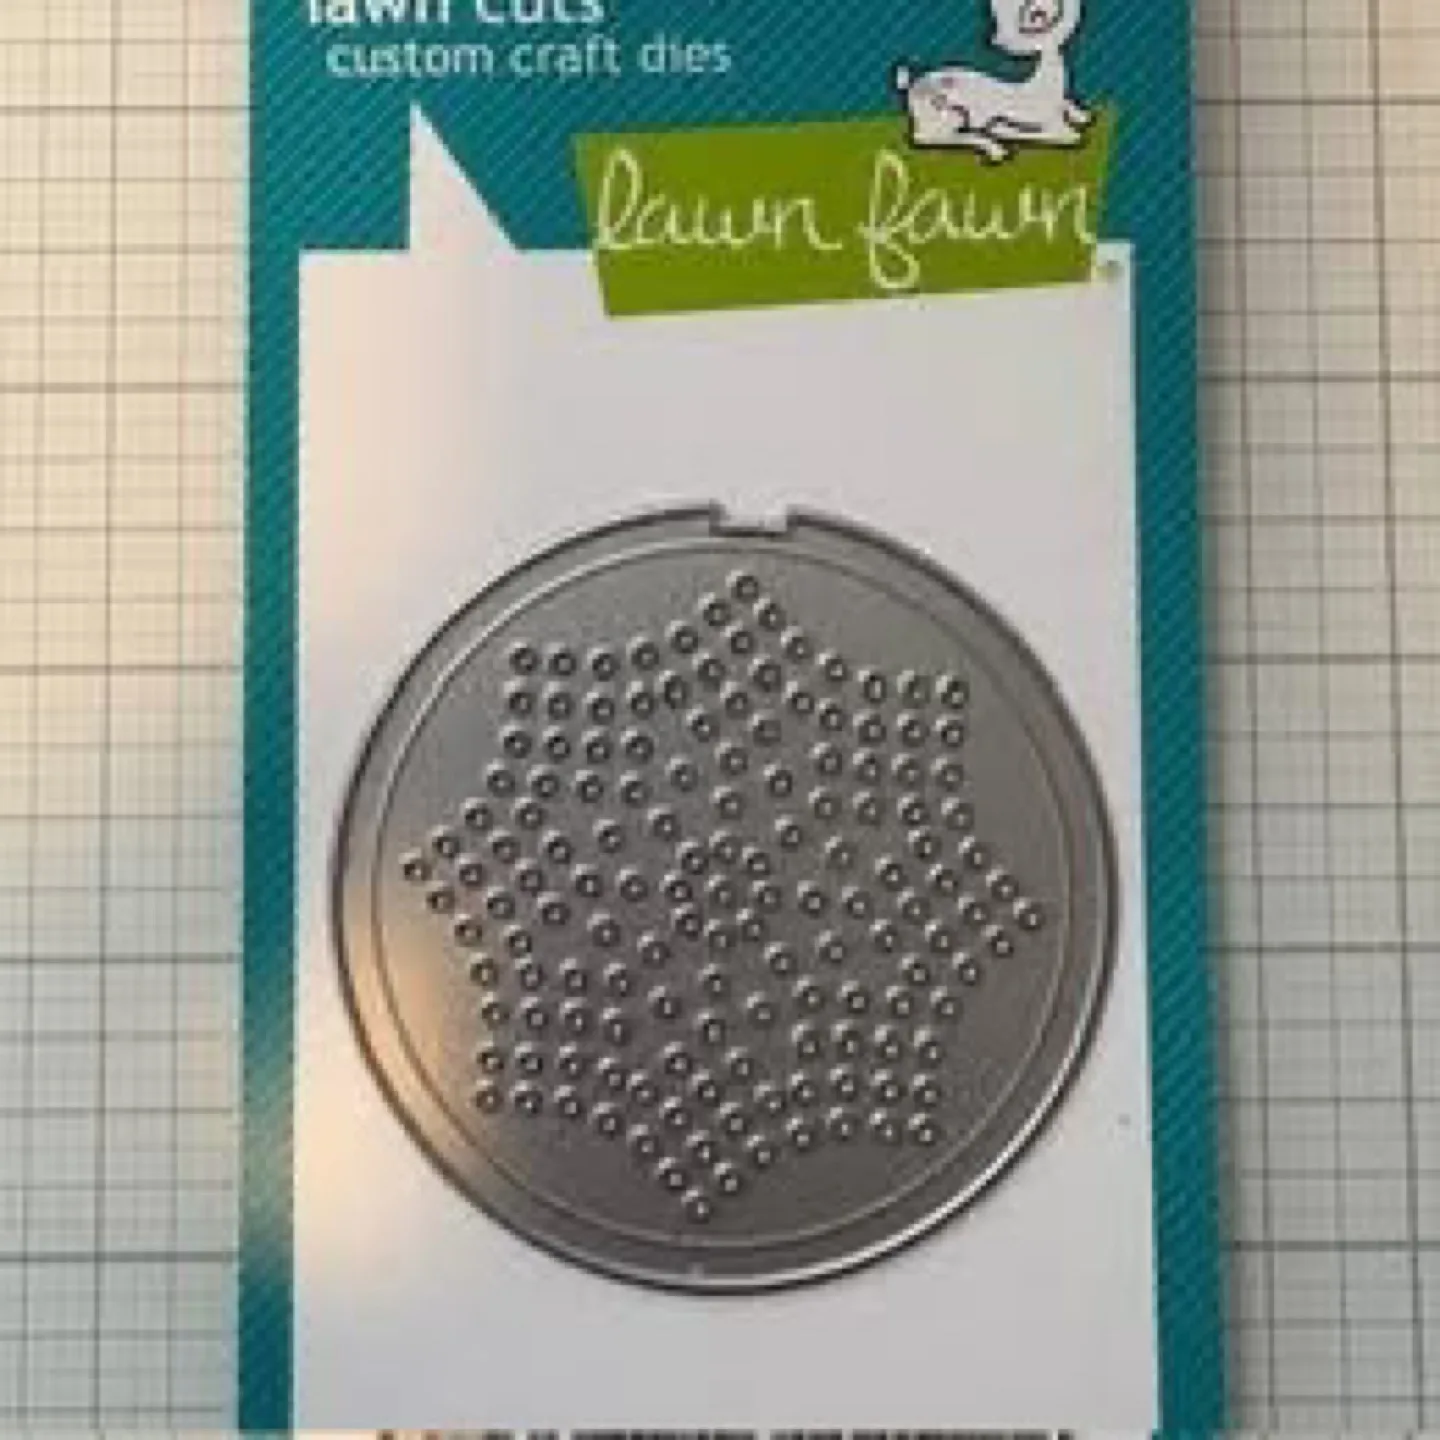 lawn cuts
custom craft dies
lawn fawn